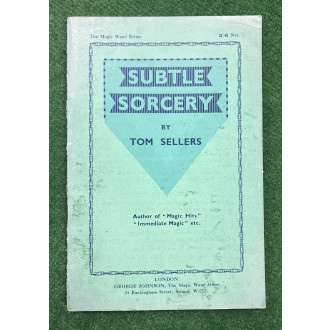 The Magic Wand Series
2/6 Net.
SUBTLE
SORCERY
BY
TOM SELLERS
Author of "Magic Hits"
"Immediate Magic" etc.
LONDON
GEORGE JOHNSON, The Magic Wand Office,
24 Buckingham Street, Strand, W.C.2.